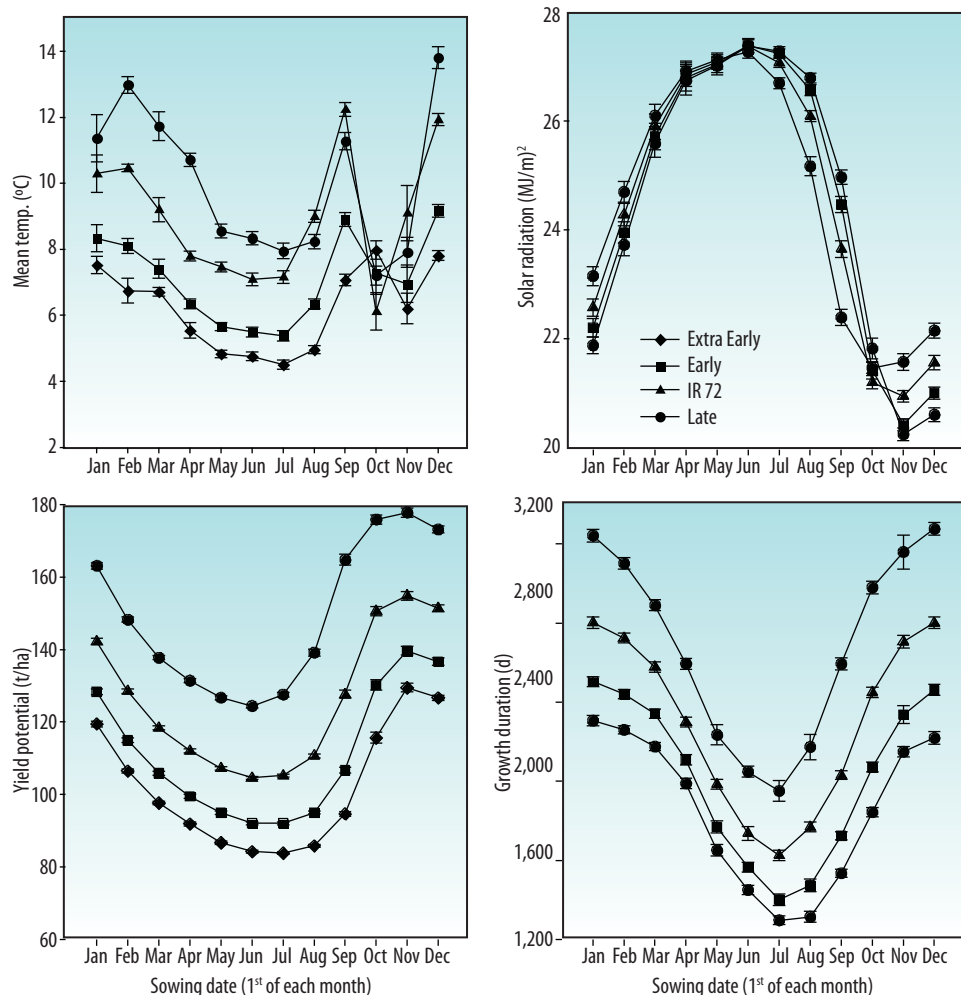 14
12
10
8
6
4
2
Mean temp. (ºC)
Jan Feb Mar Apr May Jun Jul Aug Sep Oct Nov Dec
28
26
24
22
20
Solar radiation (MJ/m)²
Extra Early
Early
IR 72
Late
Jan Feb Mar Apr May Jun Jul Aug Sep Oct Nov Dec
180
160
140
120
100
80
60
Yield potential (t/ha)
Jan Feb Mar Apr May Jun Jul Aug Sep Oct Nov Dec
Sowing date (1st of each month)
3,200
2,800
2,400
2,000
1,600
1,200
Growth duration (d)
Jan Feb Mar Apr May Jun Jul Aug Sep Oct Nov Dec
Sowing date (1st of each month)